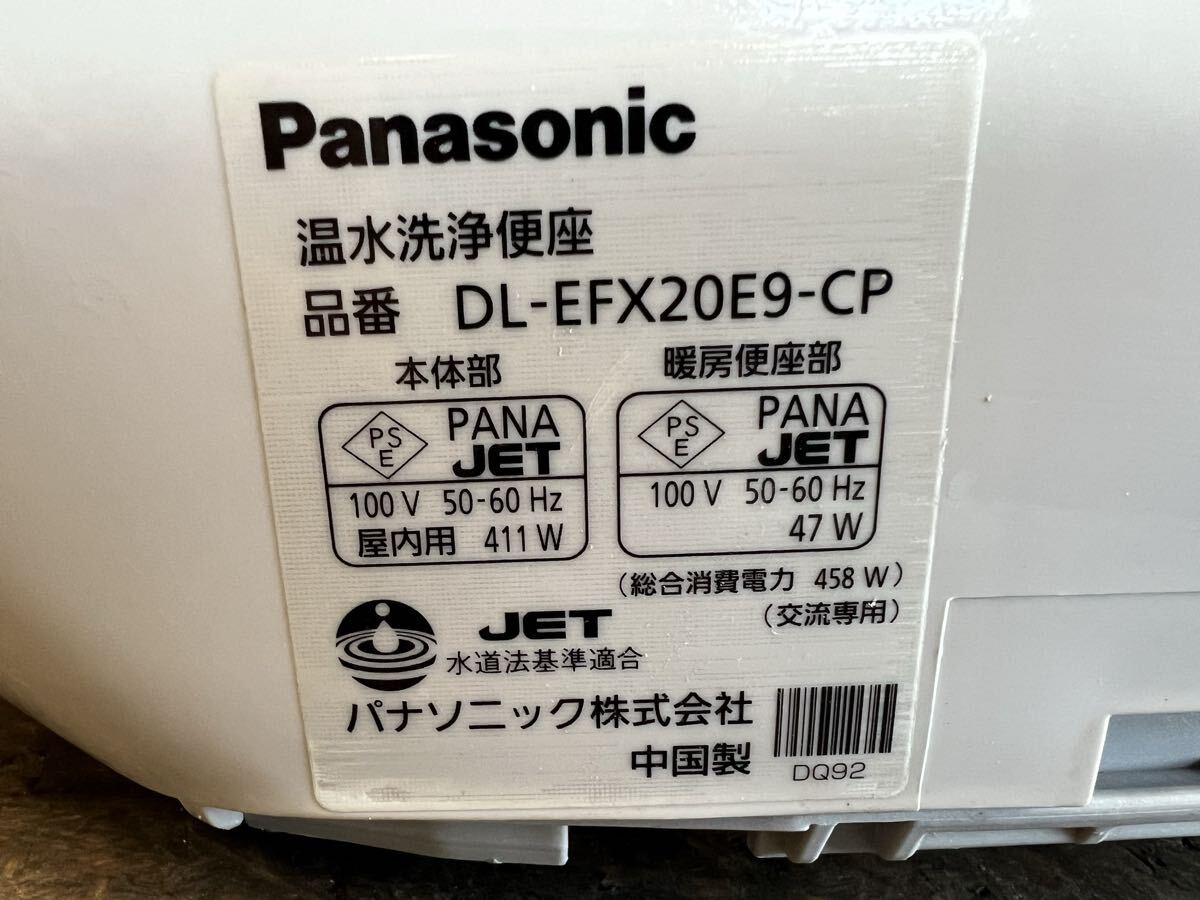 Panasonic
温水洗浄便座
品番 DL-EFX20E9-CP
本体部
PS
E
PANA
JET
100 V 50-60 Hz
屋内用 411 W
暖房便座部
PS
E
PANA
JET
100 V 50-60 Hz
47 W
(総合消費電力 458 W)
(交流専用)
JET
水道法基準適合
パナソニック株式会社
中国製
DQ92